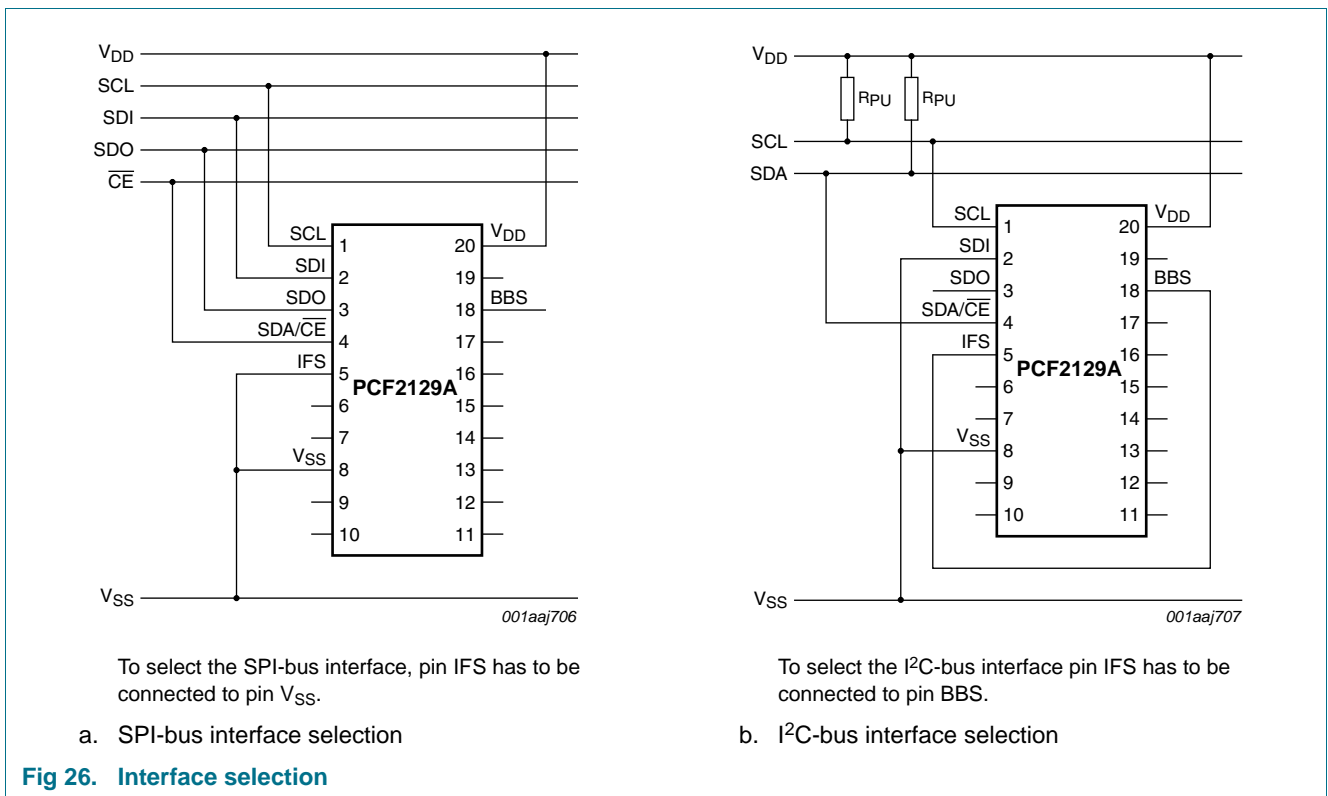 VDD
SCL
SDI
SDO
CE
SCL
SDI
SDO
SDA/CE
IFS
VSS
1
2
3
4
5
6
7
8
9
10
PCF2129A
20
19
18
17
16
15
14
13
12
11
VDD
BBS
VSS
001aaj706
To select the SPI-bus interface, pin IFS has to be
connected to pin VSS.
a. SPI-bus interface selection
VDD
RPU
RPU
SCL
SDA
SCL
SDI
SDO
SDA/CE
IFS
VSS
1
2
3
4
5
6
7
8
9
10
PCF2129A
20
19
18
17
16
15
14
13
12
11
VDD
BBS
VSS
001aaj707
To select the I2C-bus interface pin IFS has to be
connected to pin BBS.
b. I2C-bus interface selection
Fig 26. Interface selection